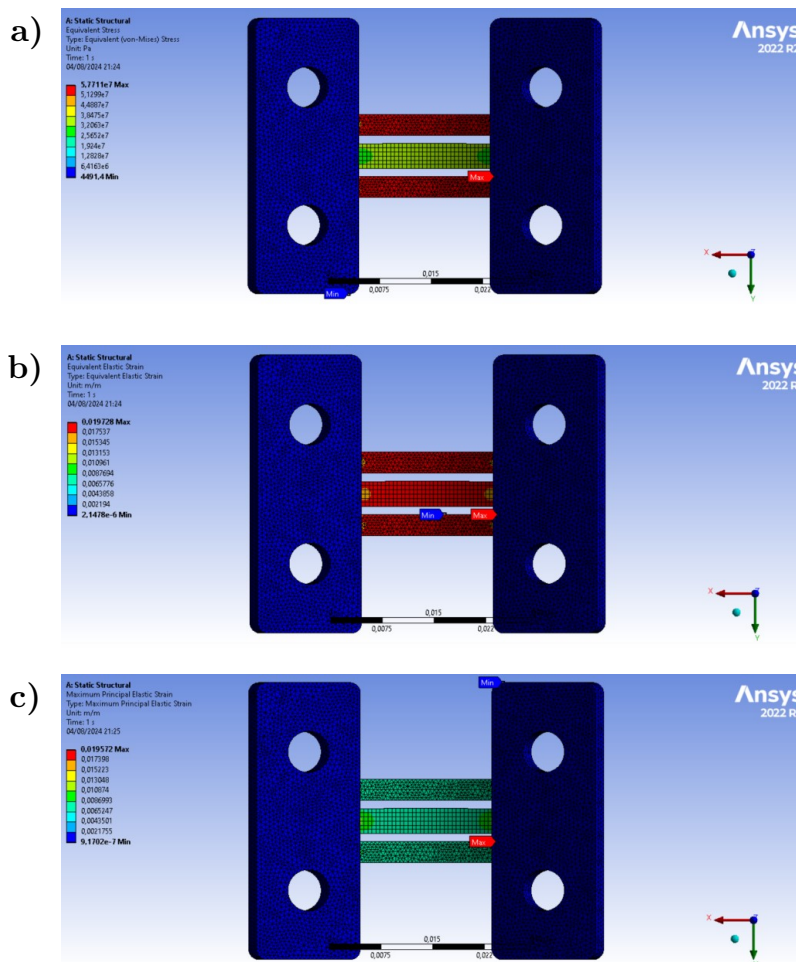 a)
A: Static Structural
Equivalent Stress
Type: Equivalent (von-Mises) Stress
Unit: Pa
Time: 1 s
04/08/2024 21:24
5,7711e7 Max
5,1299e7
4,4887e7
3,8475e7
3,2063e7
2,5652e7
1,924e7
1,2828e7
6,4163e6
4491,4 Min
Ansys
2022 R2
Max
Min
0,015
0,0075
0,022
X
Y
b)
A: Static Structural
Equivalent Elastic Strain
Type: Equivalent Elastic Strain
Unit: m/m
Time: 1 s
04/08/2024 21:24
0,019728 Max
0,017537
0,015345
0,013153
0,010961
0,0087694
0,0065776
0,0043858
0,002194
2,1478e-6 Min
Ansys
2022 R
Min
Max
0,015
0,0075
0,022
X
Y
c)
A: Static Structural
Maximum Principal Elastic Strain
Type: Maximum Principal Elastic Strain
Unit: m/m
Time: 1 s
04/08/2024 21:25
0,019572 Max
0,017398
0,015223
0,013048
0,010874
0,0086993
0,0065247
0,0043501
0,0021755
9,1702e-7 Min
Ansys
2022 R
Min
Max
0,015
0,0075
0,022
X